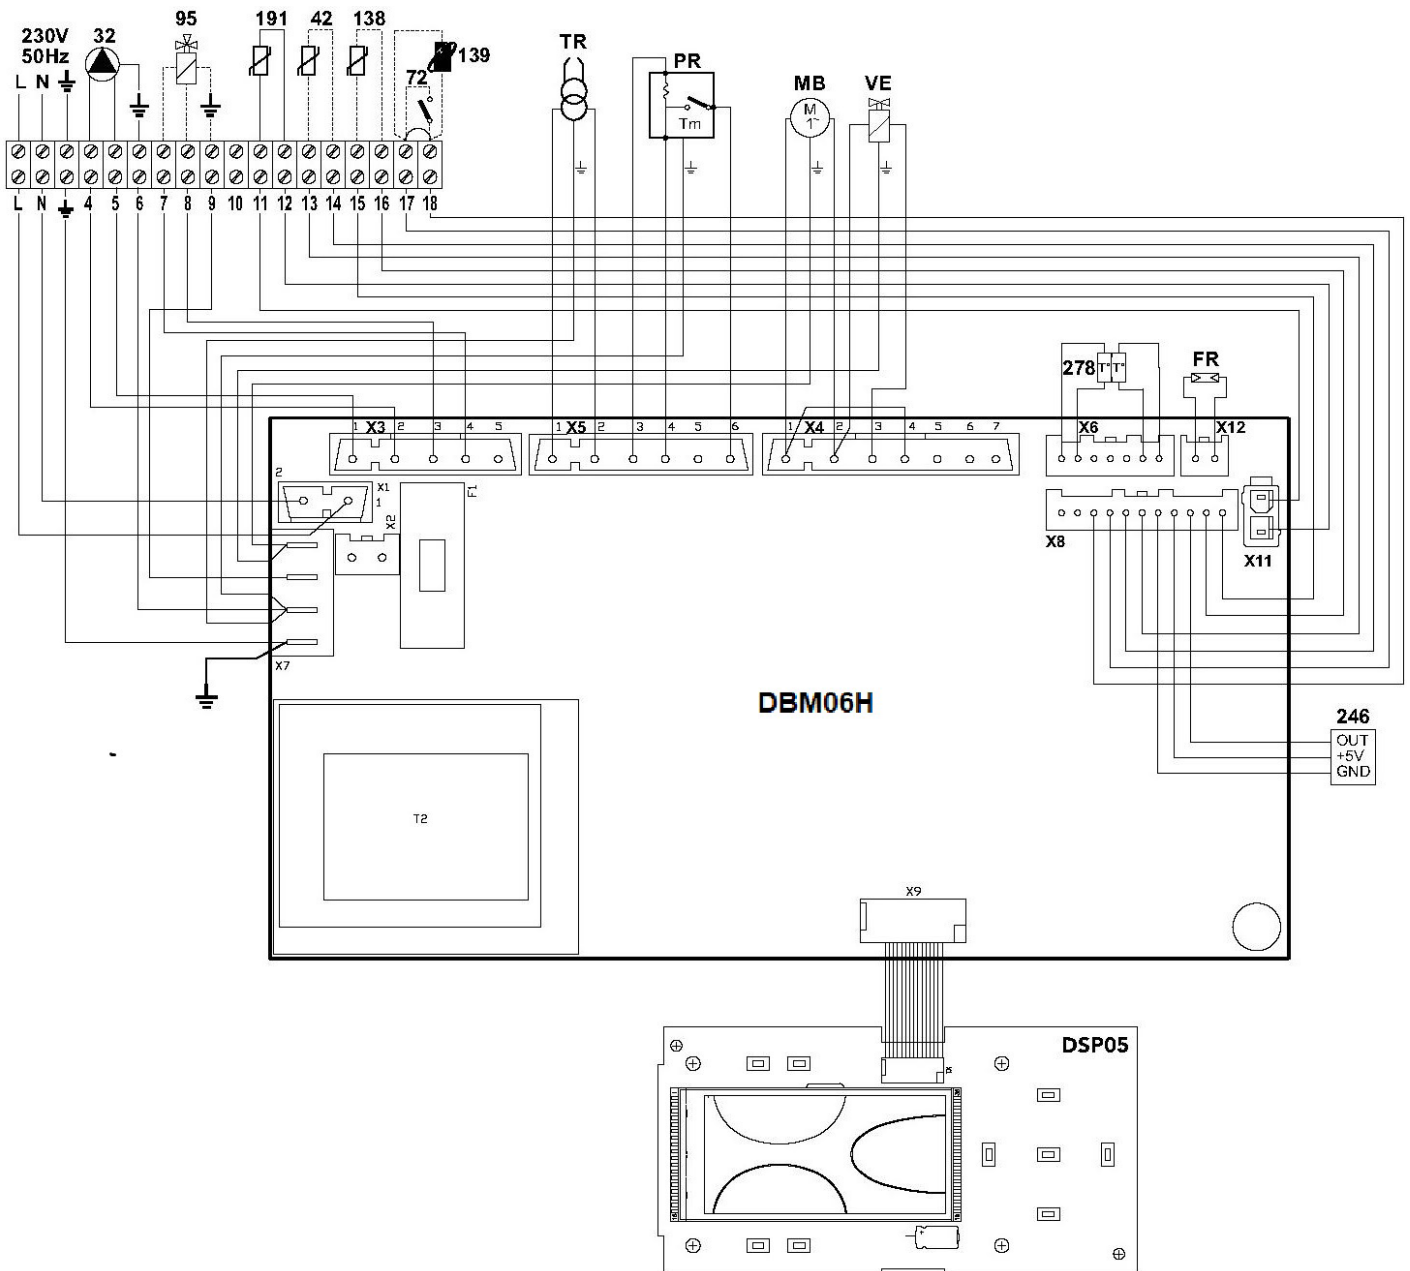 230V 32 95 191 42 138
50Hz
L N
72 139
TR PR MB VE
M
1~
Tm
L N 4 5 6 7 8 9 10 11 12 13 14 15 16 17 18
278 T° T° FR
1 X3 2 3 4 5
1 X5 2 3 4 5 6
1 X4 2 3 4 5 6 7
X6 X12
2 X1 1
X2 F1
X8 X11
X7
DBM06H
246
OUT
+5V
GND
T2
X9
DSP05